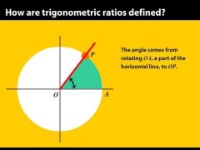 How are trigonometric ratios defined?
The angle comes from
rotating OA, a part of the
horizontal line, to OP.
P
O
A